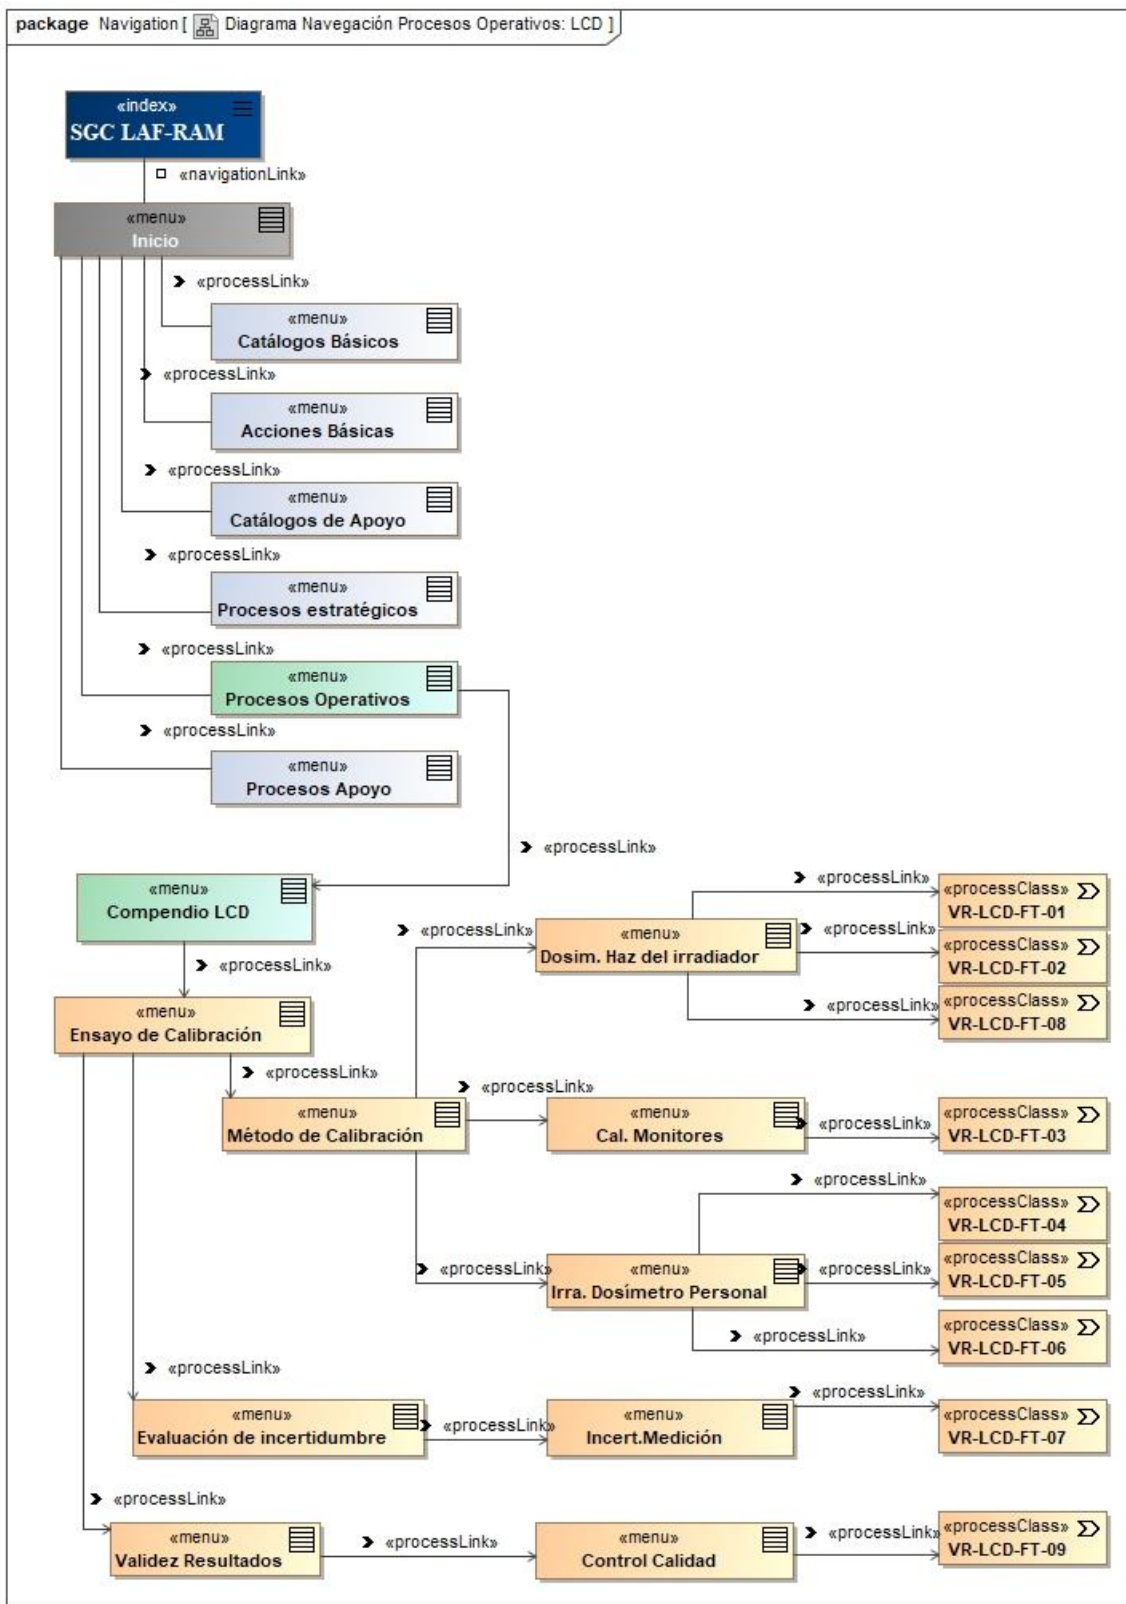 package Navigation [ Diagrama Navegación Procesos Operativos: LCD ]
«index»
SGC LAF-RAM
«navigationLink»
«menu»
Inicio
«processLink»
«menu»
Catálogos Básicos
«processLink»
«menu»
Acciones Básicas
«processLink»
«menu»
Catálogos de Apoyo
«processLink»
«menu»
Procesos estratégicos
«processLink»
«menu»
Procesos Operativos
«processLink»
«menu»
Procesos Apoyo
«processLink»
«menu»
Compendio LCD
«processLink»
«menu»
Ensayo de Calibración
«processLink»
«menu»
Método de Calibración
«processLink»
«menu»
Dosim. Haz del irradiador
«processLink»
«processClass»
VR-LCD-FT-01
«processLink»
«processClass»
VR-LCD-FT-02
«processLink»
«processClass»
VR-LCD-FT-08
«processLink»
«menu»
Cal. Monitores
«processLink»
«processClass»
VR-LCD-FT-03
«processLink»
«menu»
Irra. Dosímetro Personal
«processLink»
«processClass»
VR-LCD-FT-04
«processLink»
«processClass»
VR-LCD-FT-05
«processLink»
«processClass»
VR-LCD-FT-06
«processLink»
«menu»
Evaluación de incertidumbre
«processLink»
«menu»
Incert.Medición
«processLink»
«processClass»
VR-LCD-FT-07
«processLink»
«menu»
Validez Resultados
«processLink»
«menu»
Control Calidad
«processLink»
«processClass»
VR-LCD-FT-09